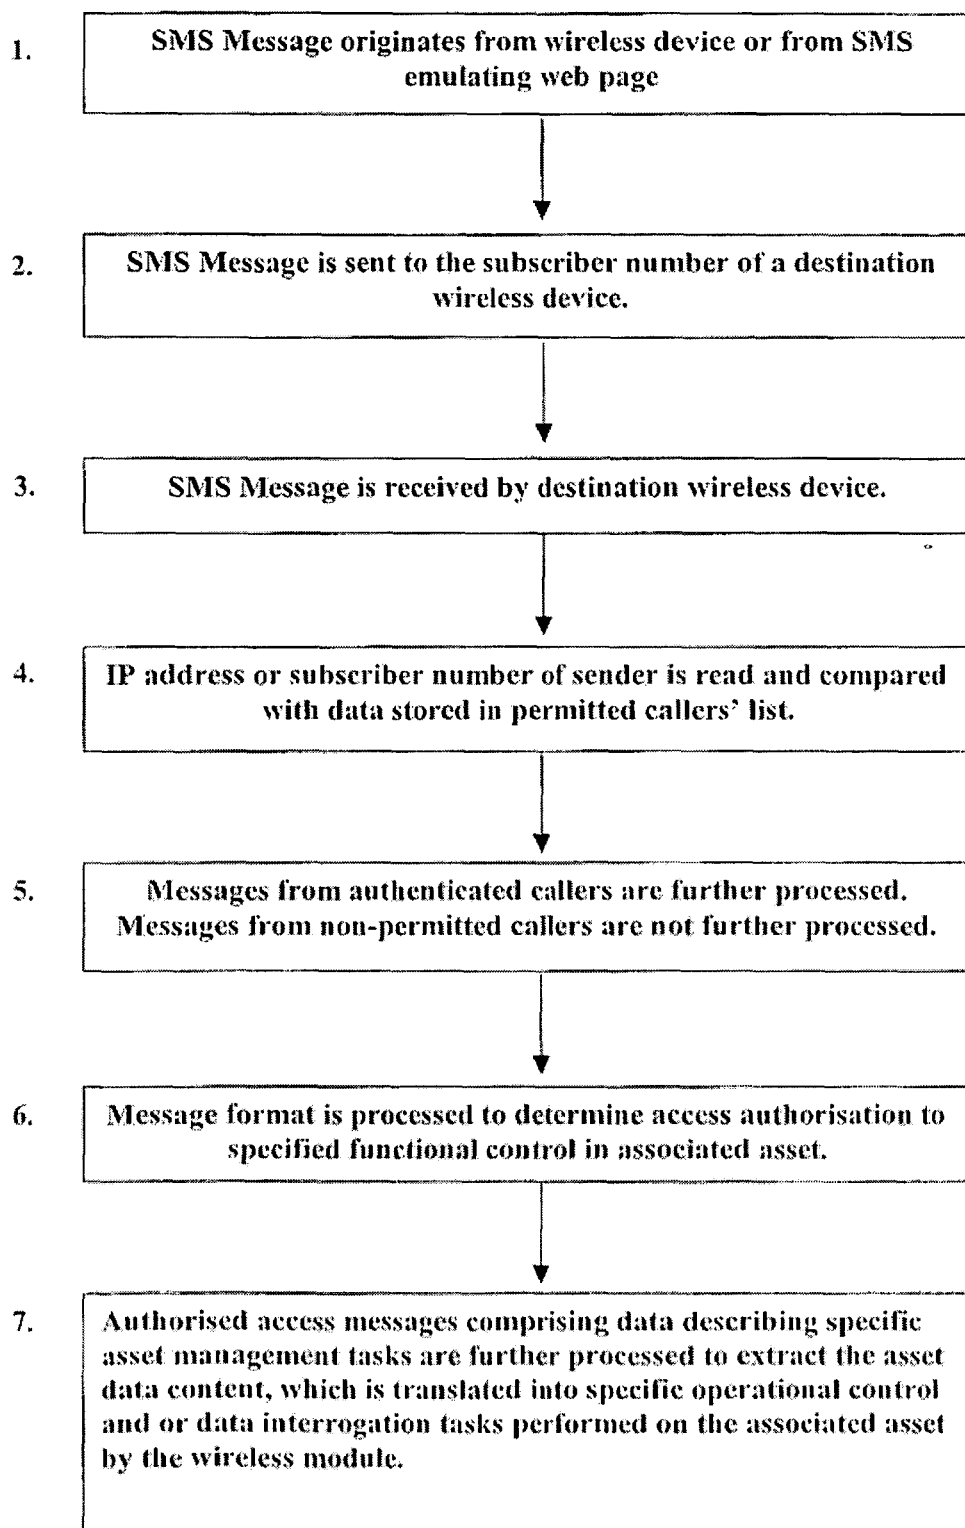 1. SMS Message originates from wireless device or from SMS
emulating web page
2. SMS Message is sent to the subscriber number of a destination
wireless device.
3. SMS Message is received by destination wireless device.
4. IP address or subscriber number of sender is read and compared
with data stored in permitted callers’ list.
5. Messages from authenticated callers are further processed.
Messages from non-permitted callers are not further processed.
6. Message format is processed to determine access authorisation to
specified functional control in associated asset.
7. Authorised access messages comprising data describing specific
asset management tasks are further processed to extract the asset
data content, which is translated into specific operational control
and or data interrogation tasks performed on the associated asset
by the wireless module.